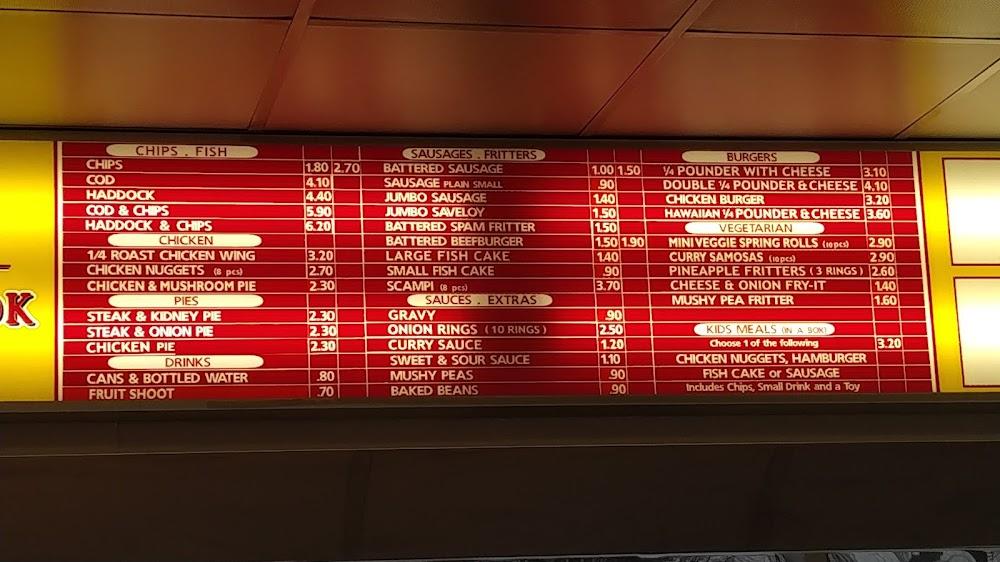 OK
CHIPS . FISH
CHIPS 1.80 2.70
COD 4.10
HADDOCK 4.40
COD & CHIPS 5.90
HADDOCK & CHIPS 6.20
CHICKEN
1/4 ROAST CHICKEN WING 3.20
CHICKEN NUGGETS (8 pcs) 2.70
CHICKEN & MUSHROOM PIE 2.30
PIES
STEAK & KIDNEY PIE 2.30
STEAK & ONION PIE 2.30
CHICKEN PIE 2.30
DRINKS
CANS & BOTTLED WATER .80
FRUIT SHOOT .70
SAUSAGES . FRITTERS
BATTERED SAUSAGE 1.00 1.50
SAUSAGE PLAIN SMALL .90
JUMBO SAUSAGE 1.40
JUMBO SAVELOY 1.50
BATTERED SPAM FRITTER 1.50
BATTERED BEEFBURGER 1.50 1.90
LARGE FISH CAKE 1.40
SMALL FISH CAKE .90
SCAMPI (8 pcs) 3.70
SAUCES . EXTRAS
GRAVY .90
ONION RINGS (10 RINGS) 2.50
CURRY SAUCE 1.20
SWEET & SOUR SAUCE 1.10
MUSHY PEAS .90
BAKED BEANS .90
BURGERS
¼ POUNDER WITH CHEESE 3.10
DOUBLE ¼ POUNDER & CHEESE 4.10
CHICKEN BURGER 3.20
HAWAIIAN ¼ POUNDER & CHEESE 3.60
VEGETARIAN
MINI VEGGIE SPRING ROLLS (10 pcs) 2.90
CURRY SAMOSAS (10 pcs) 2.90
PINEAPPLE FRITTERS (3 RINGS) 2.60
CHEESE & ONION FRY-IT 1.40
MUSHY PEA FRITTER 1.60
KIDS MEALS (IN A BOX)
Choose 1 of the following 3.20
CHICKEN NUGGETS, HAMBURGER
FISH CAKE or SAUSAGE
Includes Chips, Small Drink and a Toy